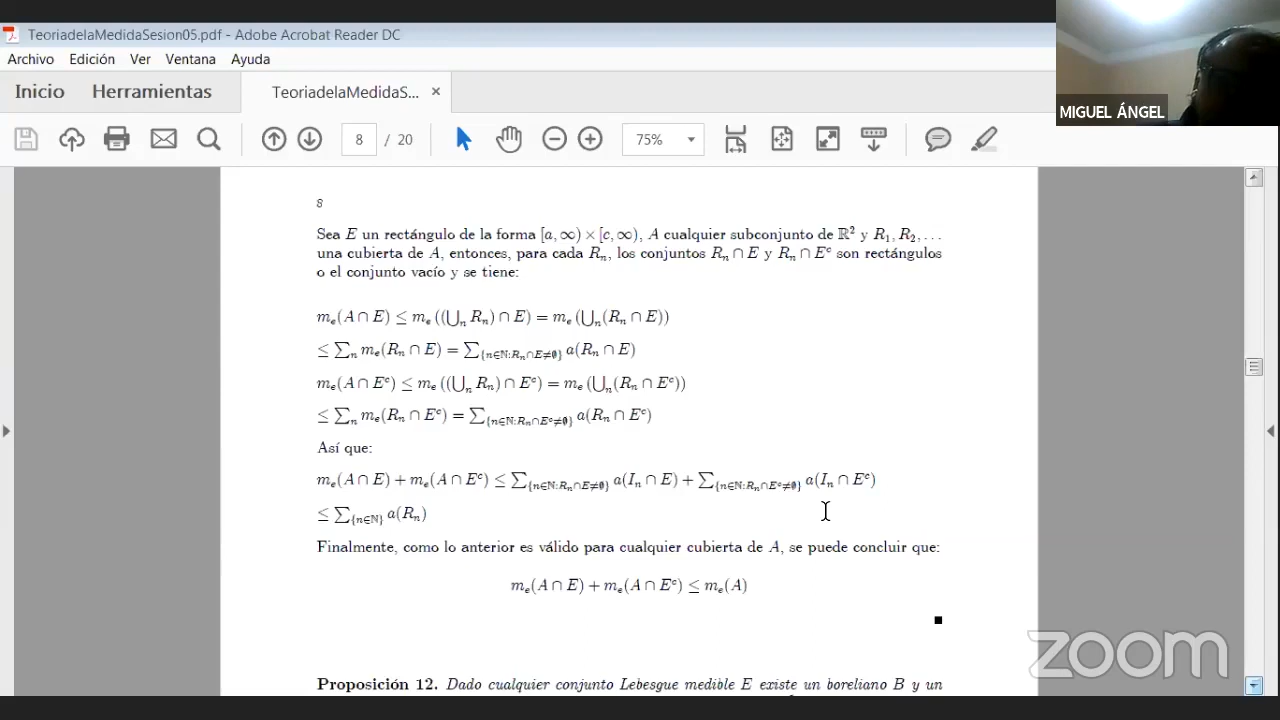 TeoriadelaMedidaSesion05.pdf - Adobe Acrobat Reader DC
Archivo Edición Ver Ventana Ayuda
Inicio Herramientas TeoriadelaMedidaS... ×
8 / 20 75%
MIGUEL ÁNGEL
8
Sea E un rectángulo de la forma [a, ∞) × [c, ∞), A cualquier subconjunto de ℝ² y R₁, R₂, . . .
una cubierta de A, entonces, para cada Rₙ, los conjuntos Rₙ ∩ E y Rₙ ∩ Eᶜ son rectángulos
o el conjunto vacío y se tiene:
mₑ(A ∩ E) ≤ mₑ ((⋃ₙ Rₙ) ∩ E) = mₑ (⋃ₙ(Rₙ ∩ E))
≤ ∑ₙ mₑ(Rₙ ∩ E) = ∑_{n∈ℕ:Rₙ∩E≠∅} a(Rₙ ∩ E)
mₑ(A ∩ Eᶜ) ≤ mₑ ((⋃ₙ Rₙ) ∩ Eᶜ) = mₑ (⋃ₙ(Rₙ ∩ Eᶜ))
≤ ∑ₙ mₑ(Rₙ ∩ Eᶜ) = ∑_{n∈ℕ:Rₙ∩Eᶜ≠∅} a(Rₙ ∩ Eᶜ)
Así que:
mₑ(A ∩ E) + mₑ(A ∩ Eᶜ) ≤ ∑_{n∈ℕ:Rₙ∩E≠∅} a(Iₙ ∩ E) + ∑_{n∈ℕ:Rₙ∩Eᶜ≠∅} a(Iₙ ∩ Eᶜ)
≤ ∑_{n∈ℕ} a(Rₙ)
Finalmente, como lo anterior es válido para cualquier cubierta de A, se puede concluir que:
mₑ(A ∩ E) + mₑ(A ∩ Eᶜ) ≤ mₑ(A)
■
zoom
Proposición 12. Dado cualquier conjunto Lebesgue medible E existe un boreliano B y un